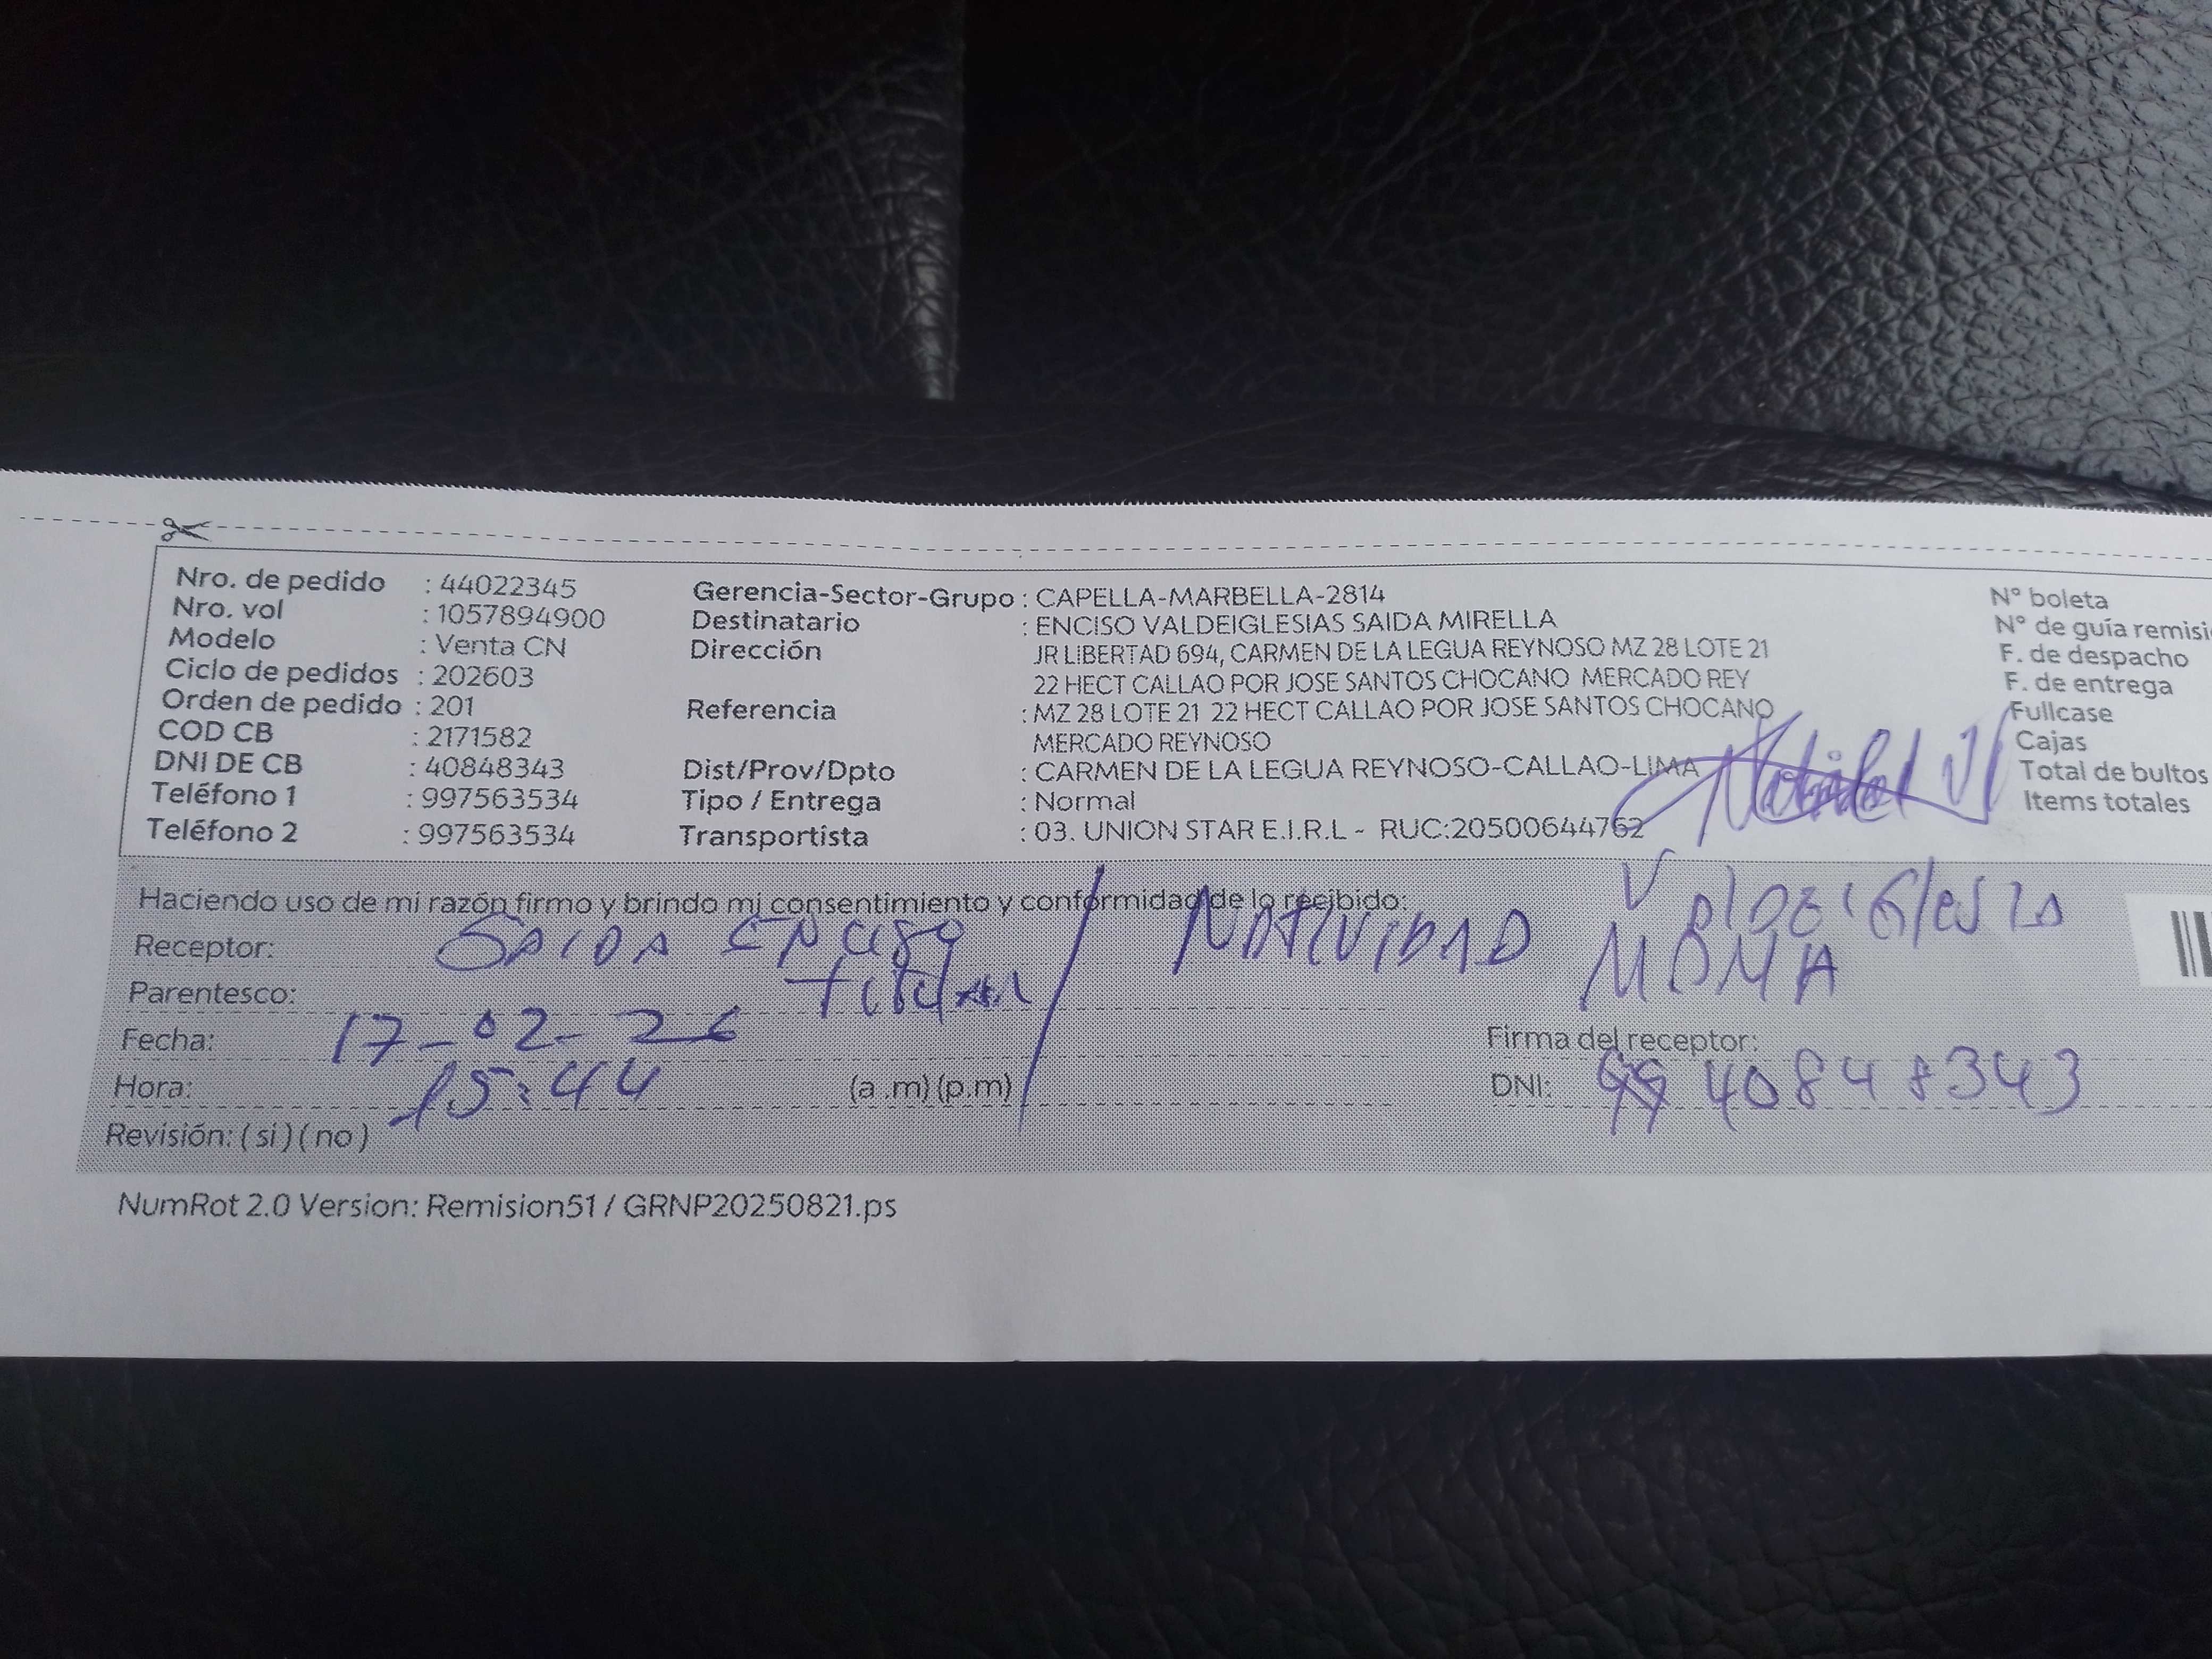 Nro. de pedido : 44022345
Nro. vol : 1057894900
Modelo : Venta CN
Ciclo de pedidos : 202603
Orden de pedido : 201
COD CB : 2171582
DNI DE CB : 40848343
Teléfono 1 : 997563534
Teléfono 2 : 997563534
Gerencia-Sector-Grupo : CAPELLA-MARBELLA-2814
Destinatario : ENCISO VALDEIGLESIAS SAIDA MIRELLA
Dirección JR LIBERTAD 694, CARMEN DE LA LEGUA REYNOSO MZ 28 LOTE 21
22 HECT CALLAO POR JOSE SANTOS CHOCANO MERCADO REY
Referencia : MZ 28 LOTE 21 22 HECT CALLAO POR JOSE SANTOS CHOCANO
MERCADO REYNOSO
Dist/Prov/Dpto : CARMEN DE LA LEGUA REYNOSO-CALLAO-LIMA
Tipo / Entrega : Normal
Transportista : 03. UNION STAR E.I.R.L - RUC:20500644762
N° boleta
N° de guía remisi
F. de despacho
F. de entrega
Fullcase
Cajas
Total de bultos
Items totales
Haciendo uso de mi razón firmo y brindo mi consentimiento y conformidad de lo recibido:
Receptor: SAIDA ENCISO / NATIVIDAD
MAMA
Parentesco: titular
Fecha: 17-02-26
Firma del receptor:
Hora: 15:44 (a .m) (p.m)
DNI: 40848343
Revisión: ( si ) ( no )
NumRot 2.0 Version: Remision51 / GRNP20250821.ps